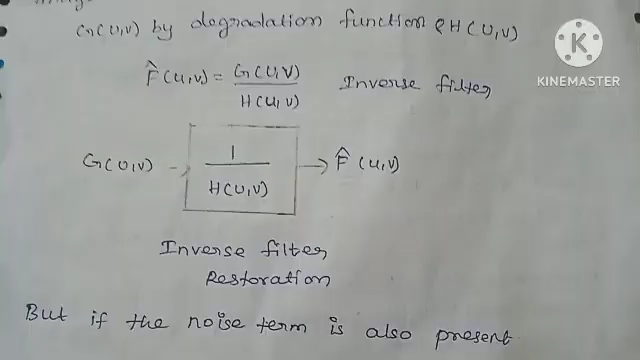 G(U,V) by degradation function H(U,V)
F̂(U,V) = G(U,V) / H(U,V) Inverse filter
G(U,V) → 1 / H(U,V) → F̂(U,V)
Inverse filter
Restoration
But if the noise term is also present
K
KINEMASTER